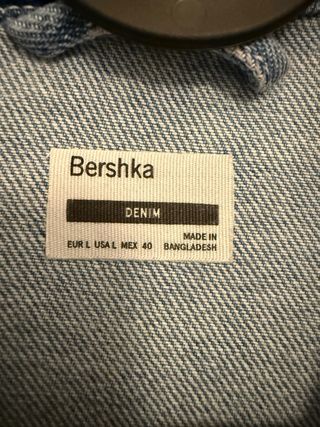 Bershka
DENIM
MADE IN
EUR L USA L MEX 40 BANGLADESH